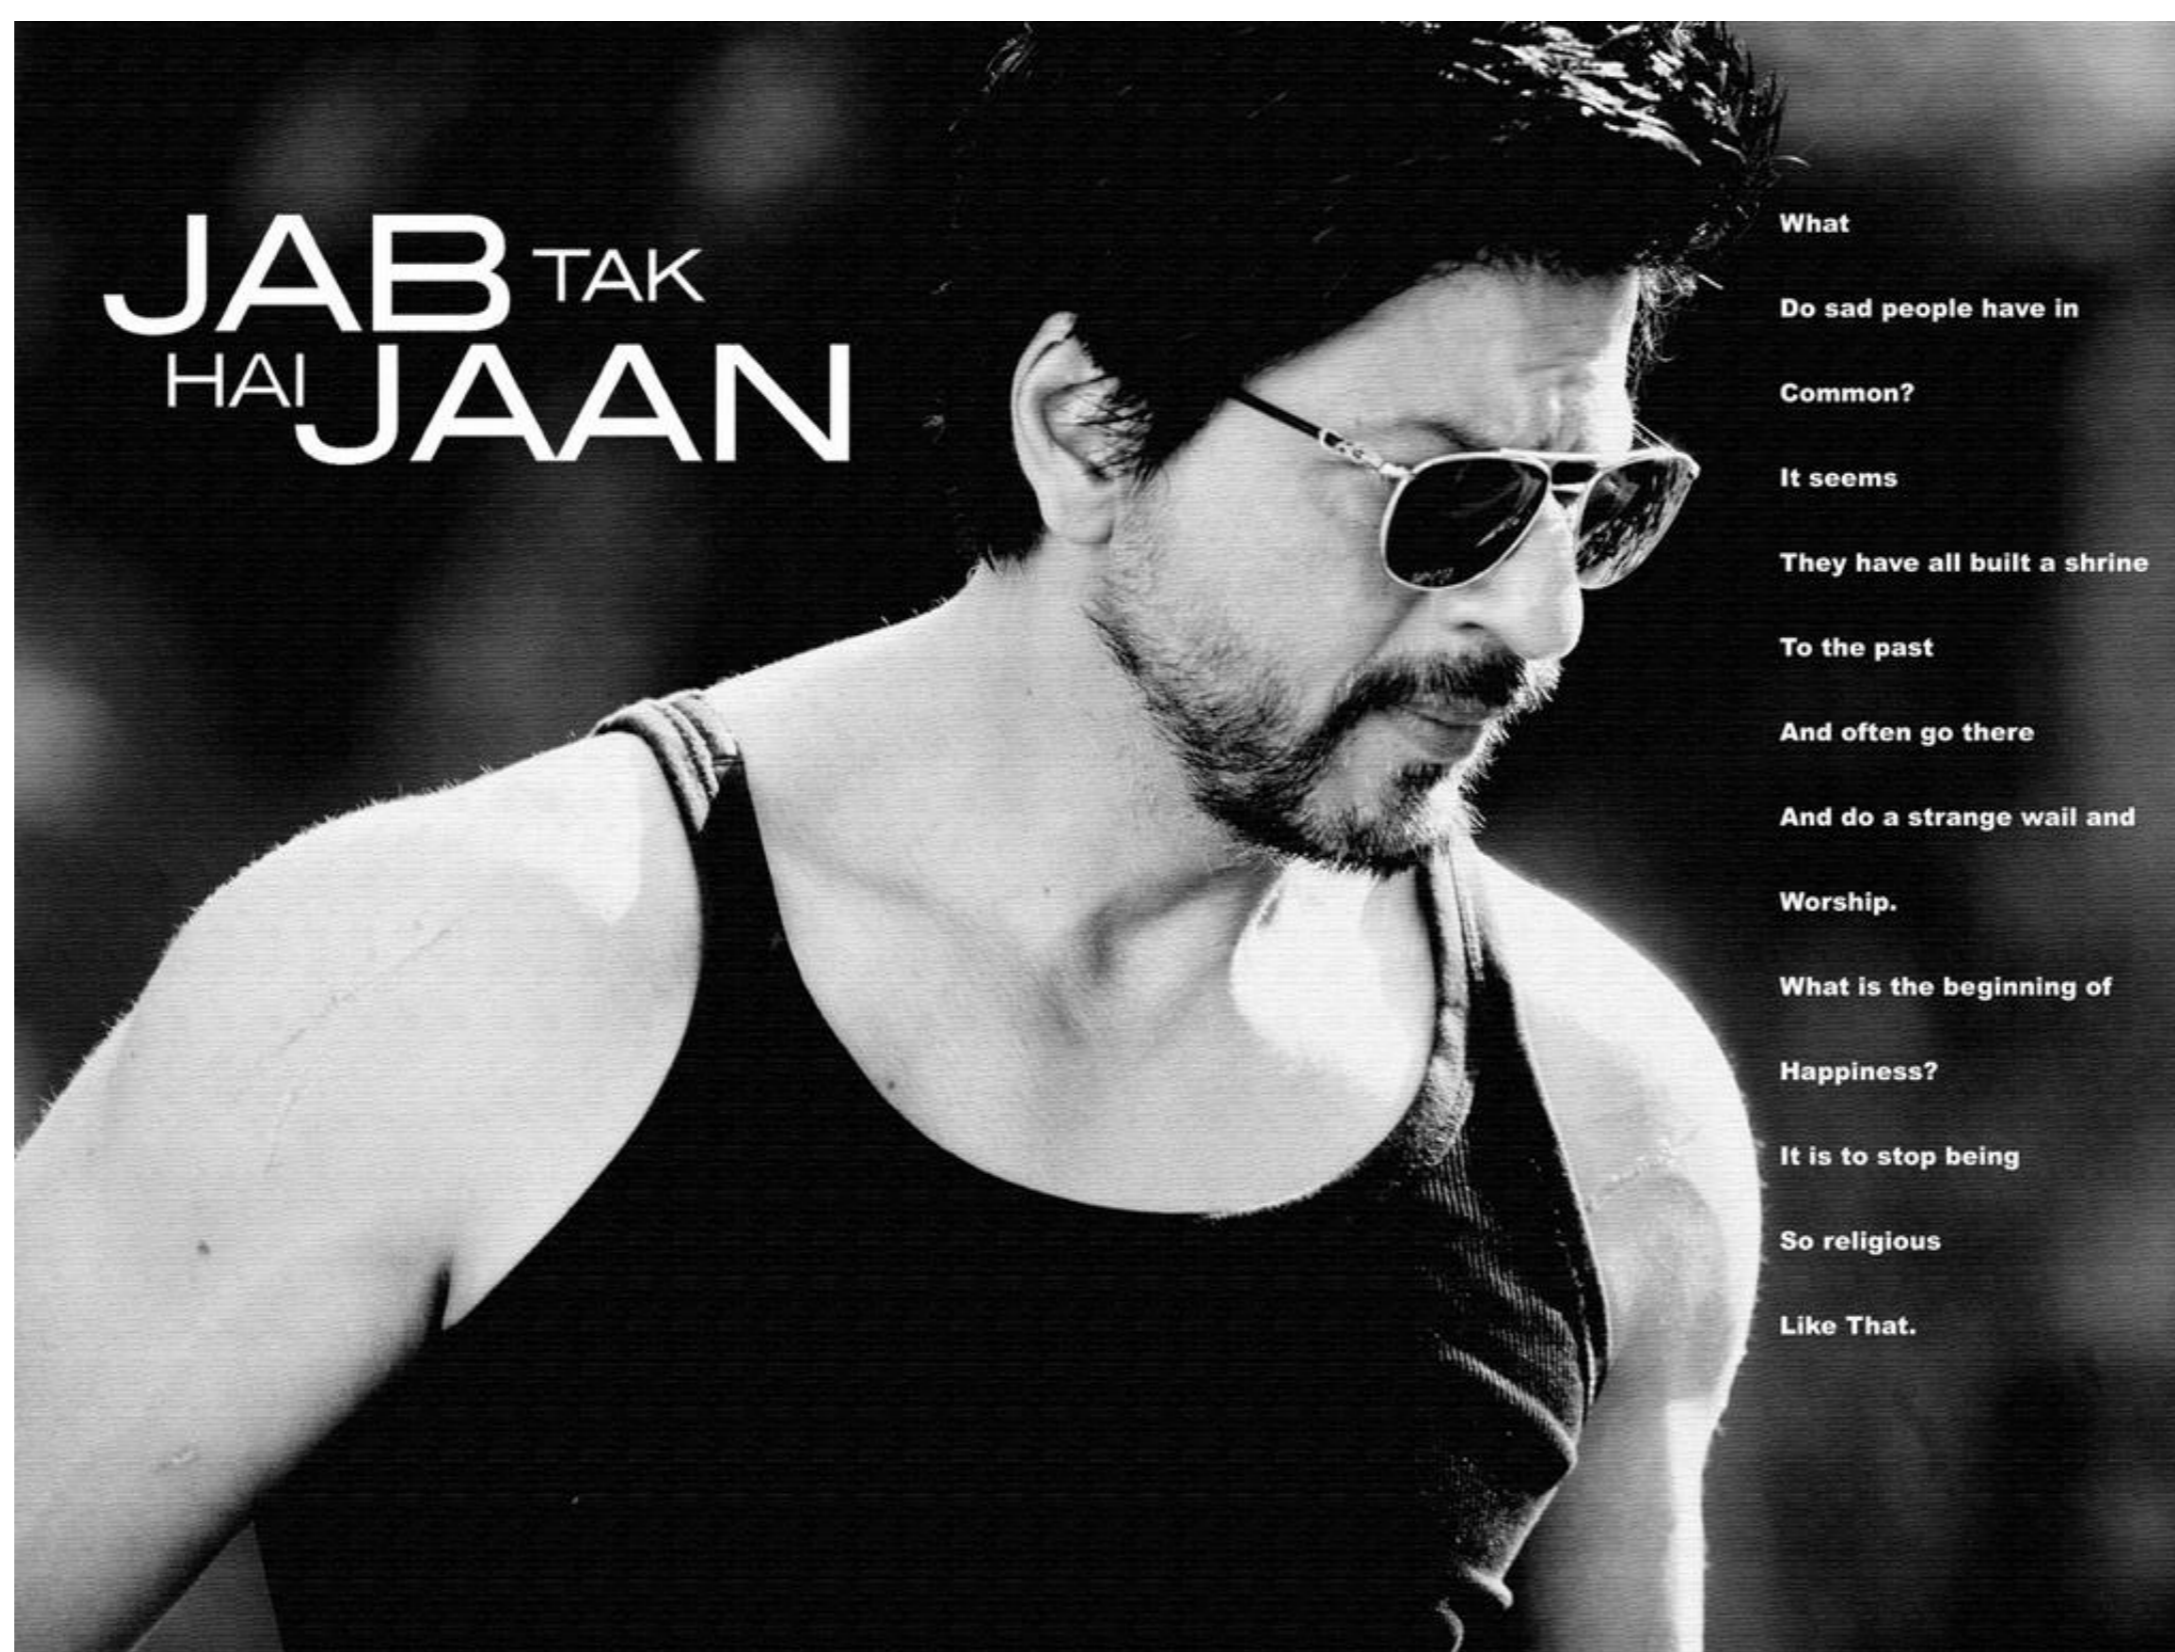 JAB TAK
HAI JAAN
What
Do sad people have in
Common?
It seems
They have all built a shrine
To the past
And often go there
And do a strange wail and
Worship.
What is the beginning of
Happiness?
It is to stop being
So religious
Like That.